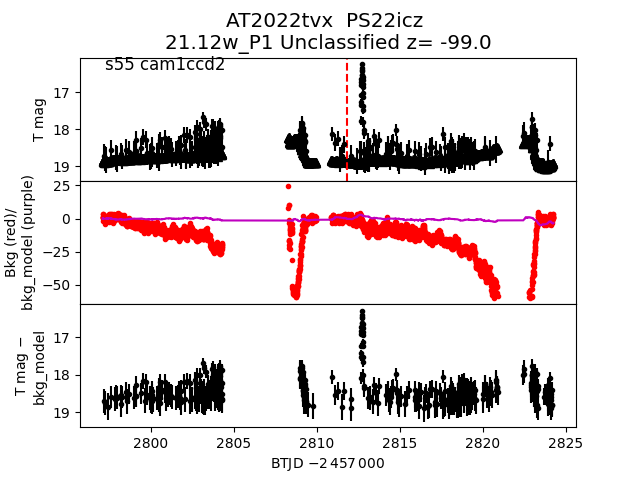 AT2022tvx  PS22icz
21.12w_P1 Unclassified z= -99.0
s55 cam1ccd2
T mag
17
18
19
Bkg (red)/
bkg_model (purple)
25
0
−25
−50
T mag −
bkg_model
17
18
19
2800
2805
2810
2815
2820
2825
BTJD −2 457 000